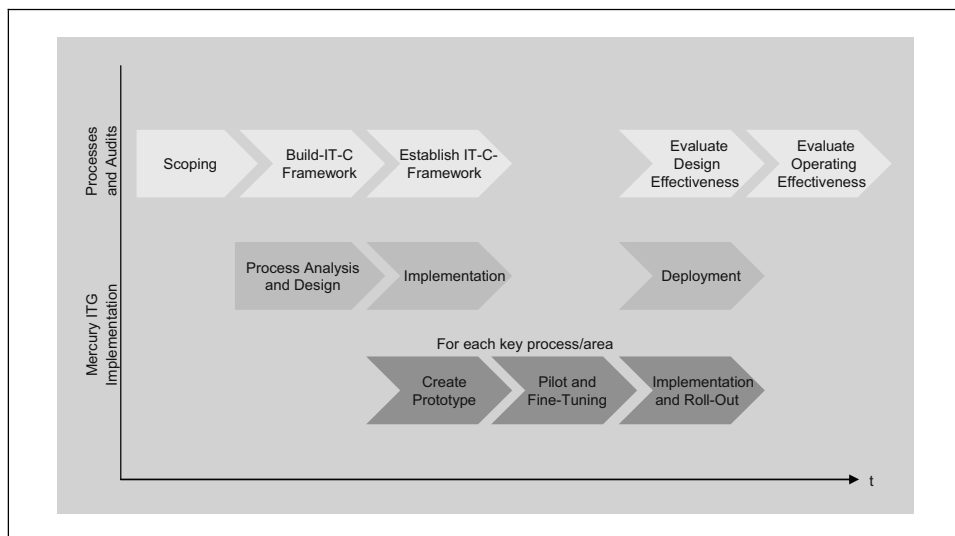 Processes
and Audits
Scoping
Build-IT-C
Framework
Establish IT-C-
Framework
Evaluate
Design
Effectiveness
Evaluate
Operating
Effectiveness
Mercury ITG
Implementation
Process Analysis
and Design
Implementation
Deployment
For each key process/area
Create
Prototype
Pilot and
Fine-Tuning
Implementation
and Roll-Out
t